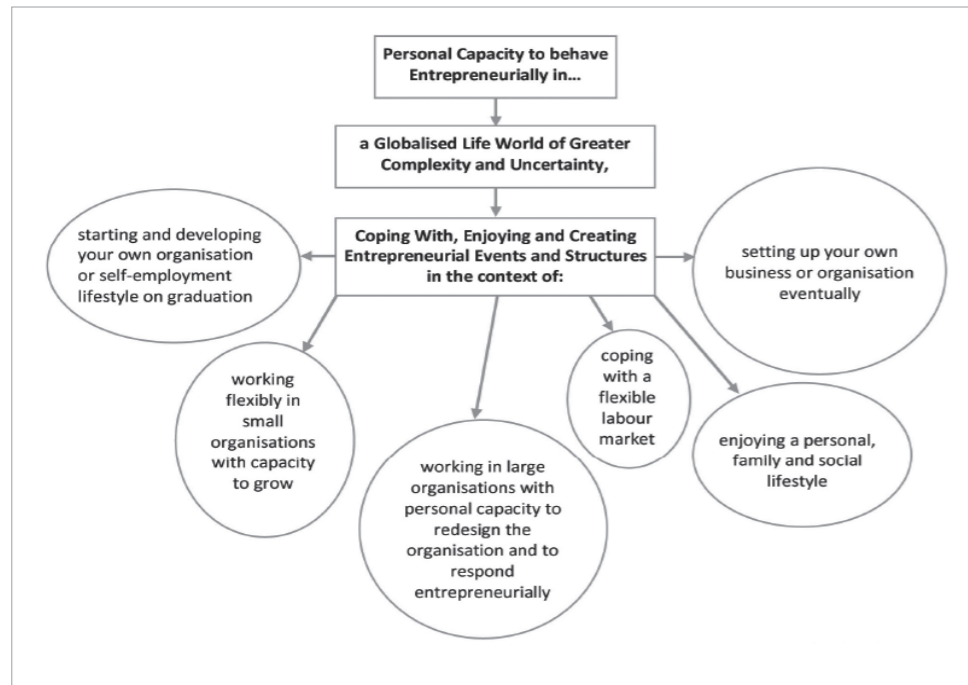 Personal Capacity to behave
Entrepreneurially in...
a Globalised Life World of Greater
Complexity and Uncertainty,
Coping With, Enjoying and Creating
Entrepreneurial Events and Structures
in the context of:
starting and developing
your own organisation
or self-employment
lifestyle on graduation
setting up your own
business or organisation
eventually
working
flexibly in
small
organisations
with capacity
to grow
working in large
organisations with
personal capacity to
redesign the
organisation and to
respond
entrepreneurially
coping
with a
flexible
labour
market
enjoying a personal,
family and social
lifestyle